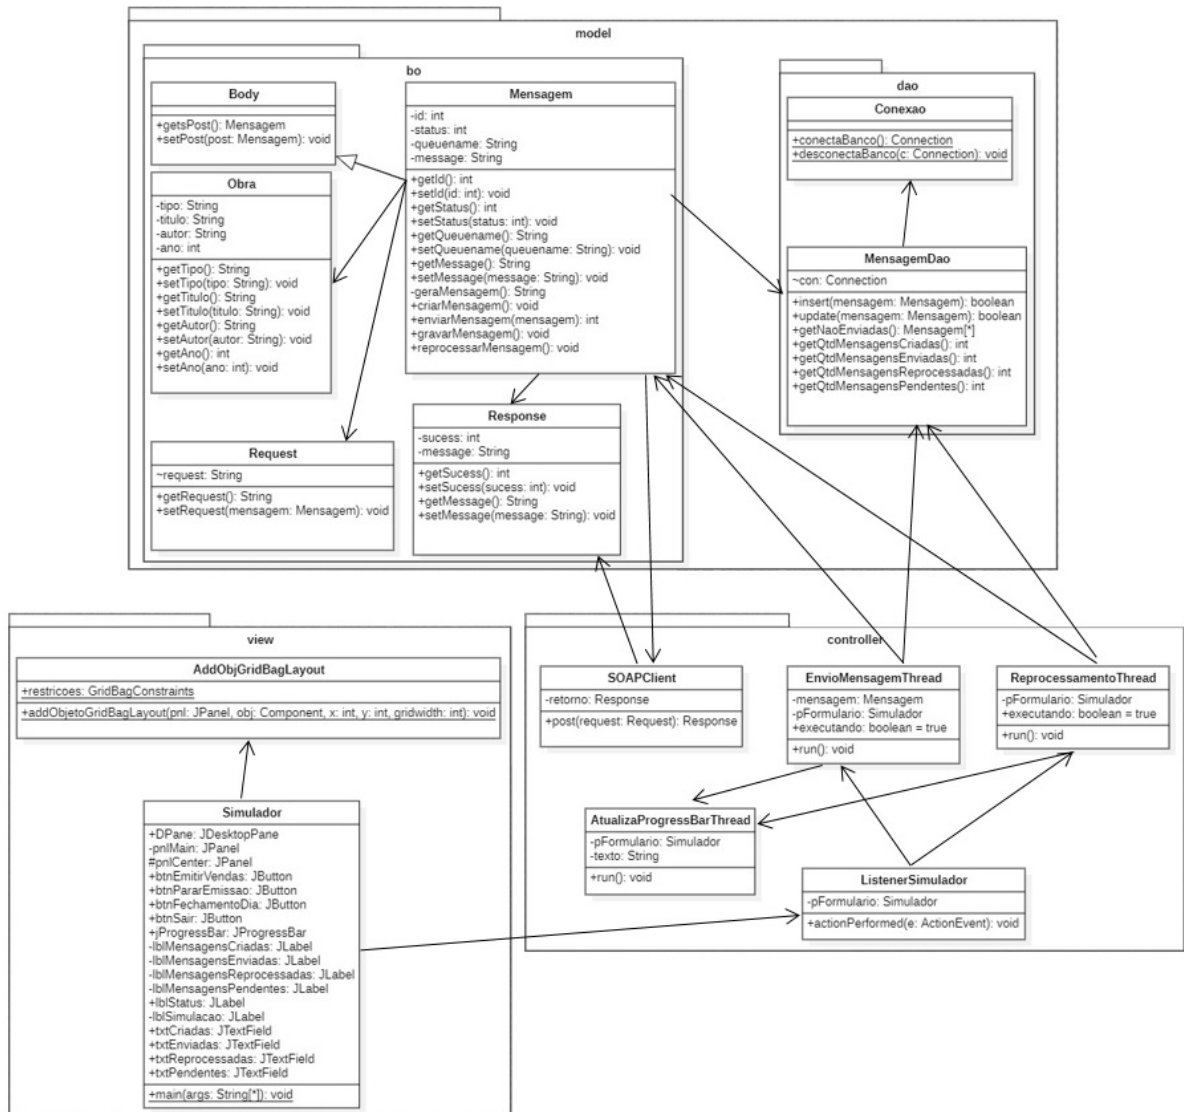 model
bo
Body
+getsPost(): Mensagem
+setPost(post: Mensagem): void
Obra
-tipo: String
-titulo: String
-autor: String
-ano: int
+getTipo(): String
+setTipo(tipo: String): void
+getTitulo(): String
+setTitulo(titulo: String): void
+getAutor(): String
+setAutor(autor: String): void
+getAno(): int
+setAno(ano: int): void
Request
~request: String
+getRequest(): String
+setRequest(mensagem: Mensagem): void
Mensagem
-id: int
-status: int
-queuename: String
-message: String
+getId(): int
+setId(id: int): void
+getStatus(): int
+setStatus(status: int): void
+getQueuename(): String
+setQueuename(queuename: String): void
+getMessage(): String
+setMessage(message: String): void
-geraMensagem(): String
+criarMensagem(): void
+enviarMensagem(mensagem): int
+gravarMensagem(): void
+reprocessarMensagem(): void
Response
-sucess: int
-message: String
+getSucess(): int
+setSucess(sucess: int): void
+getMessage(): String
+setMessage(message: String): void
dao
Conexao
+conectaBanco(): Connection
+desconectaBanco(c: Connection): void
MensagemDao
~con: Connection
+insert(mensagem: Mensagem): boolean
+update(mensagem: Mensagem): boolean
+getNaoEnviadas(): Mensagem[*]
+getQtdMensagensCriadas(): int
+getQtdMensagensEnviadas(): int
+getQtdMensagensReprocessadas(): int
+getQtdMensagensPendentes(): int
view
AddObjGridBagLayout
+restricoes: GridBagConstraints
+addObjetoGridBagLayout(pnl: JPanel, obj: Component, x: int, y: int, gridwidth: int): void
Simulador
+DPane: JDesktopPane
-pnlMain: JPanel
#pnlCenter: JPanel
+btnEmitirVendas: JButton
+btnPararEmissao: JButton
+btnFechamentoDia: JButton
+btnSair: JButton
+jProgressBar: JProgressBar
-lblMensagensCriadas: JLabel
-lblMensagensEnviadas: JLabel
-lblMensagensReprocessadas: JLabel
-lblMensagensPendentes: JLabel
+lblStatus: JLabel
-lblSimulacao: JLabel
+txtCriadas: JTextField
+txtEnviadas: JTextField
+txtReprocessadas: JTextField
+txtPendentes: JTextField
+main(args: String[*]): void
controller
SOAPClient
-retorno: Response
+post(request: Request): Response
EnvioMensagemThread
-mensagem: Mensagem
-pFormulario: Simulador
+executando: boolean = true
+run(): void
ReprocessamentoThread
-pFormulario: Simulador
+executando: boolean = true
+run(): void
AtualizaProgressBarThread
-pFormulario: Simulador
-texto: String
+run(): void
ListenerSimulador
-pFormulario: Simulador
+actionPerformed(e: ActionEvent): void